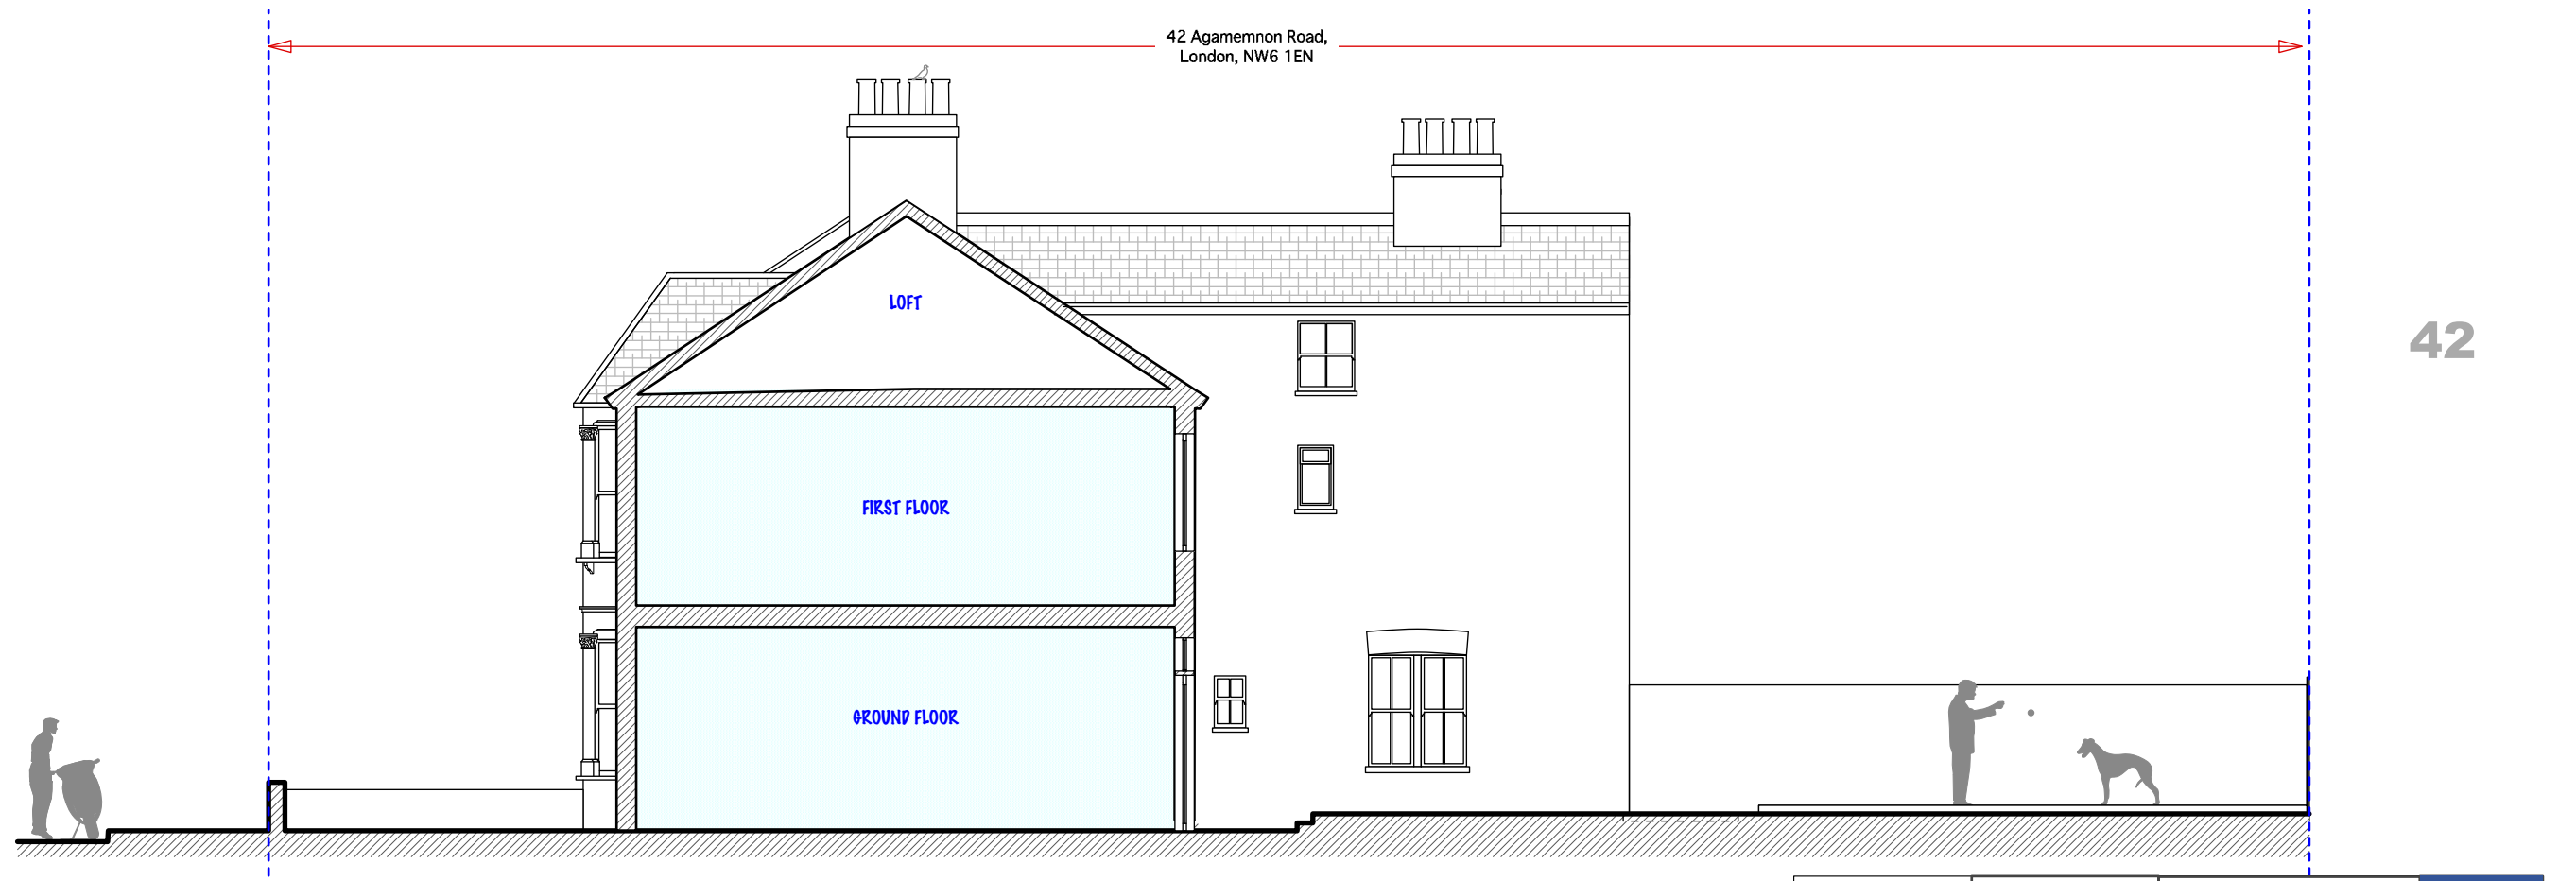 42 Agamemnon Road,
London, NW6 1EN
42
LOFT
FIRST FLOOR
GROUND FLOOR